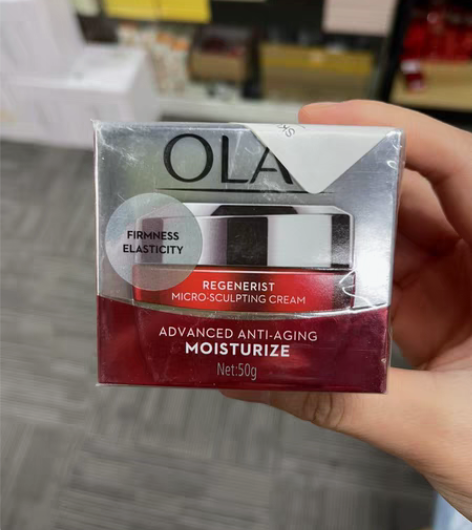 OLA
FIRMNESS
ELASTICITY
REGENERIST
MICRO-SCULPTING CREAM
ADVANCED ANTI-AGING
MOISTURIZE
Net:50g